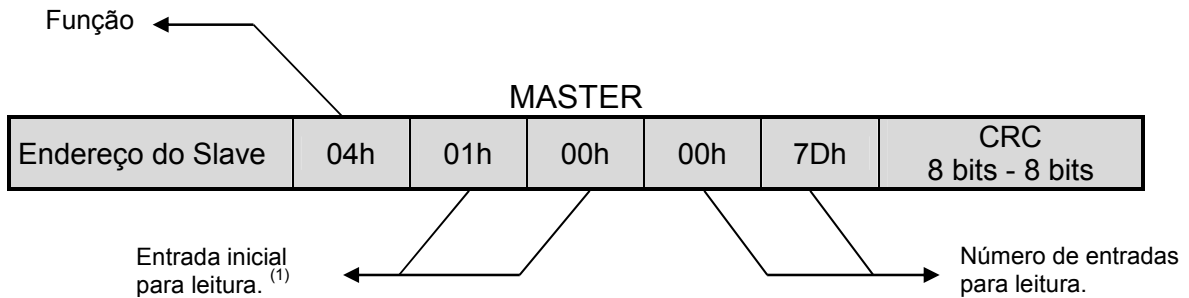 Função
MASTER
Endereço do Slave 04h 01h 00h 00h 7Dh CRC
8 bits - 8 bits
Entrada inicial
para leitura. (1)
Número de entradas
para leitura.